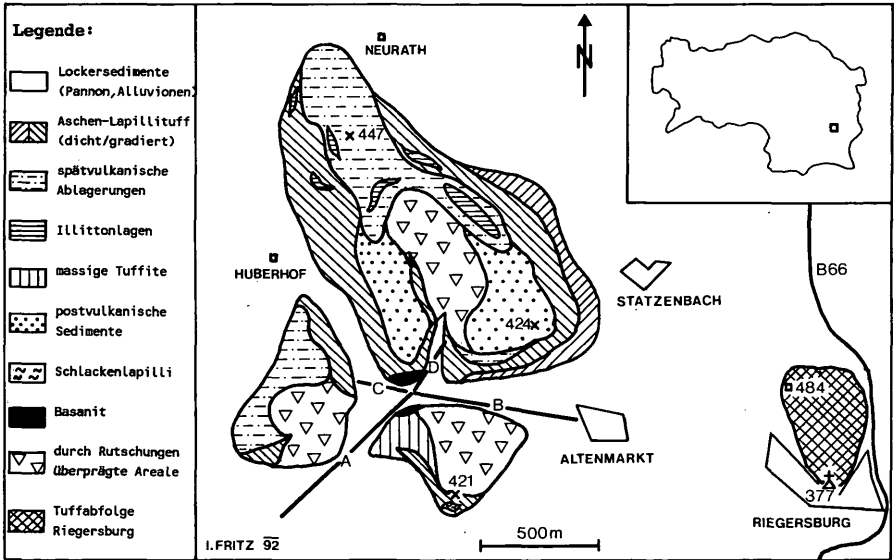 Legende:
Lockersedimente
(Pannon,Alluvionen)
Aschen-Lapillituff
(dicht/gradiert)
spätvulkanische
Ablagerungen
Illittonlagen
massige Tuffite
postvulkanische
Sedimente
Schlackenlapilli
Basanit
durch Rutschungen
überprägte Areale
Tuffabfolge
Riegersburg
NEURATH
N
447
HUBERHOF
STATZENBACH
B66
424
D
C
B
A
ALTENMARKT
484
421
377
RIEGERSBURG
I.FRITZ 92
500m